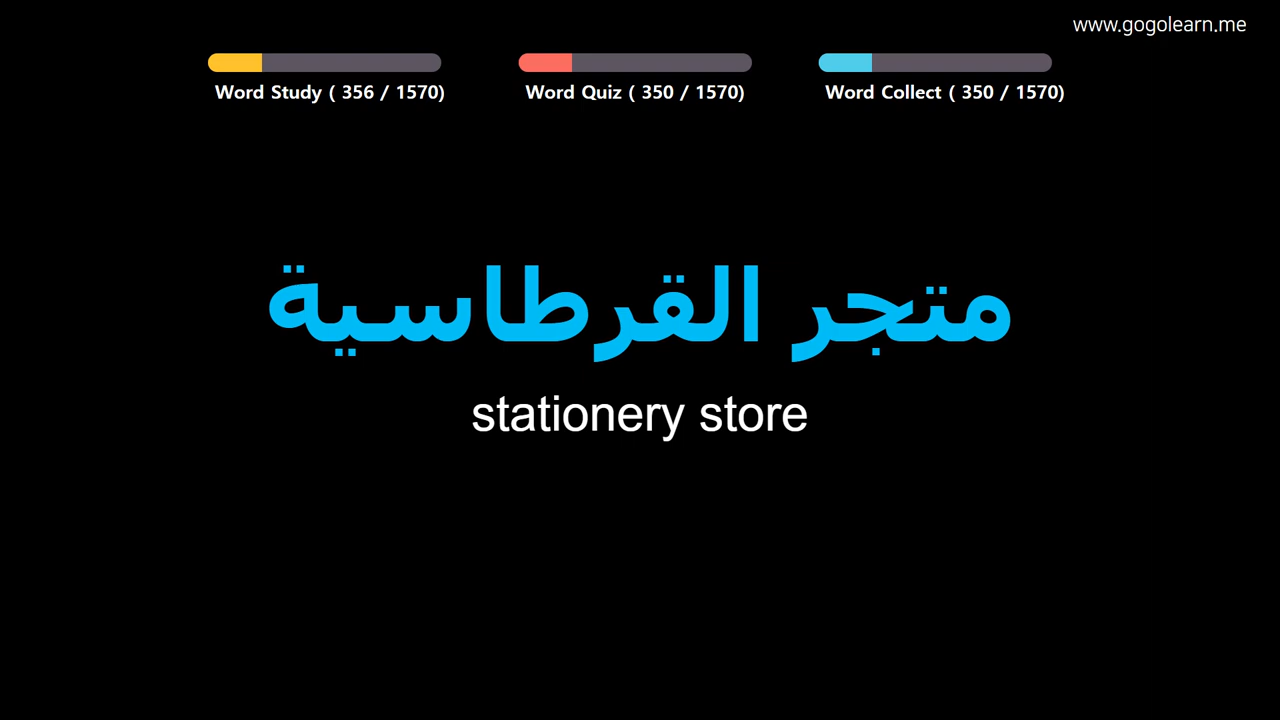 www.gogolearn.me
Word Study ( 356 / 1570)
Word Quiz ( 350 / 1570)
Word Collect ( 350 / 1570)
متجر القرطاسية
stationery store